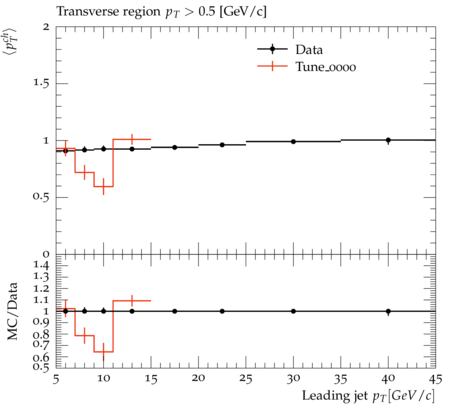 Transverse region p_T > 0.5 [GeV/c]
⟨p_T^{ch}⟩
2
Data
Tune_0000
1.5
1
0.5
0
MC/Data
1.4
1.3
1.2
1.1
1
0.9
0.8
0.7
0.6
0.5
5 10 15 20 25 30 35 40 45
Leading jet p_T[GeV/c]